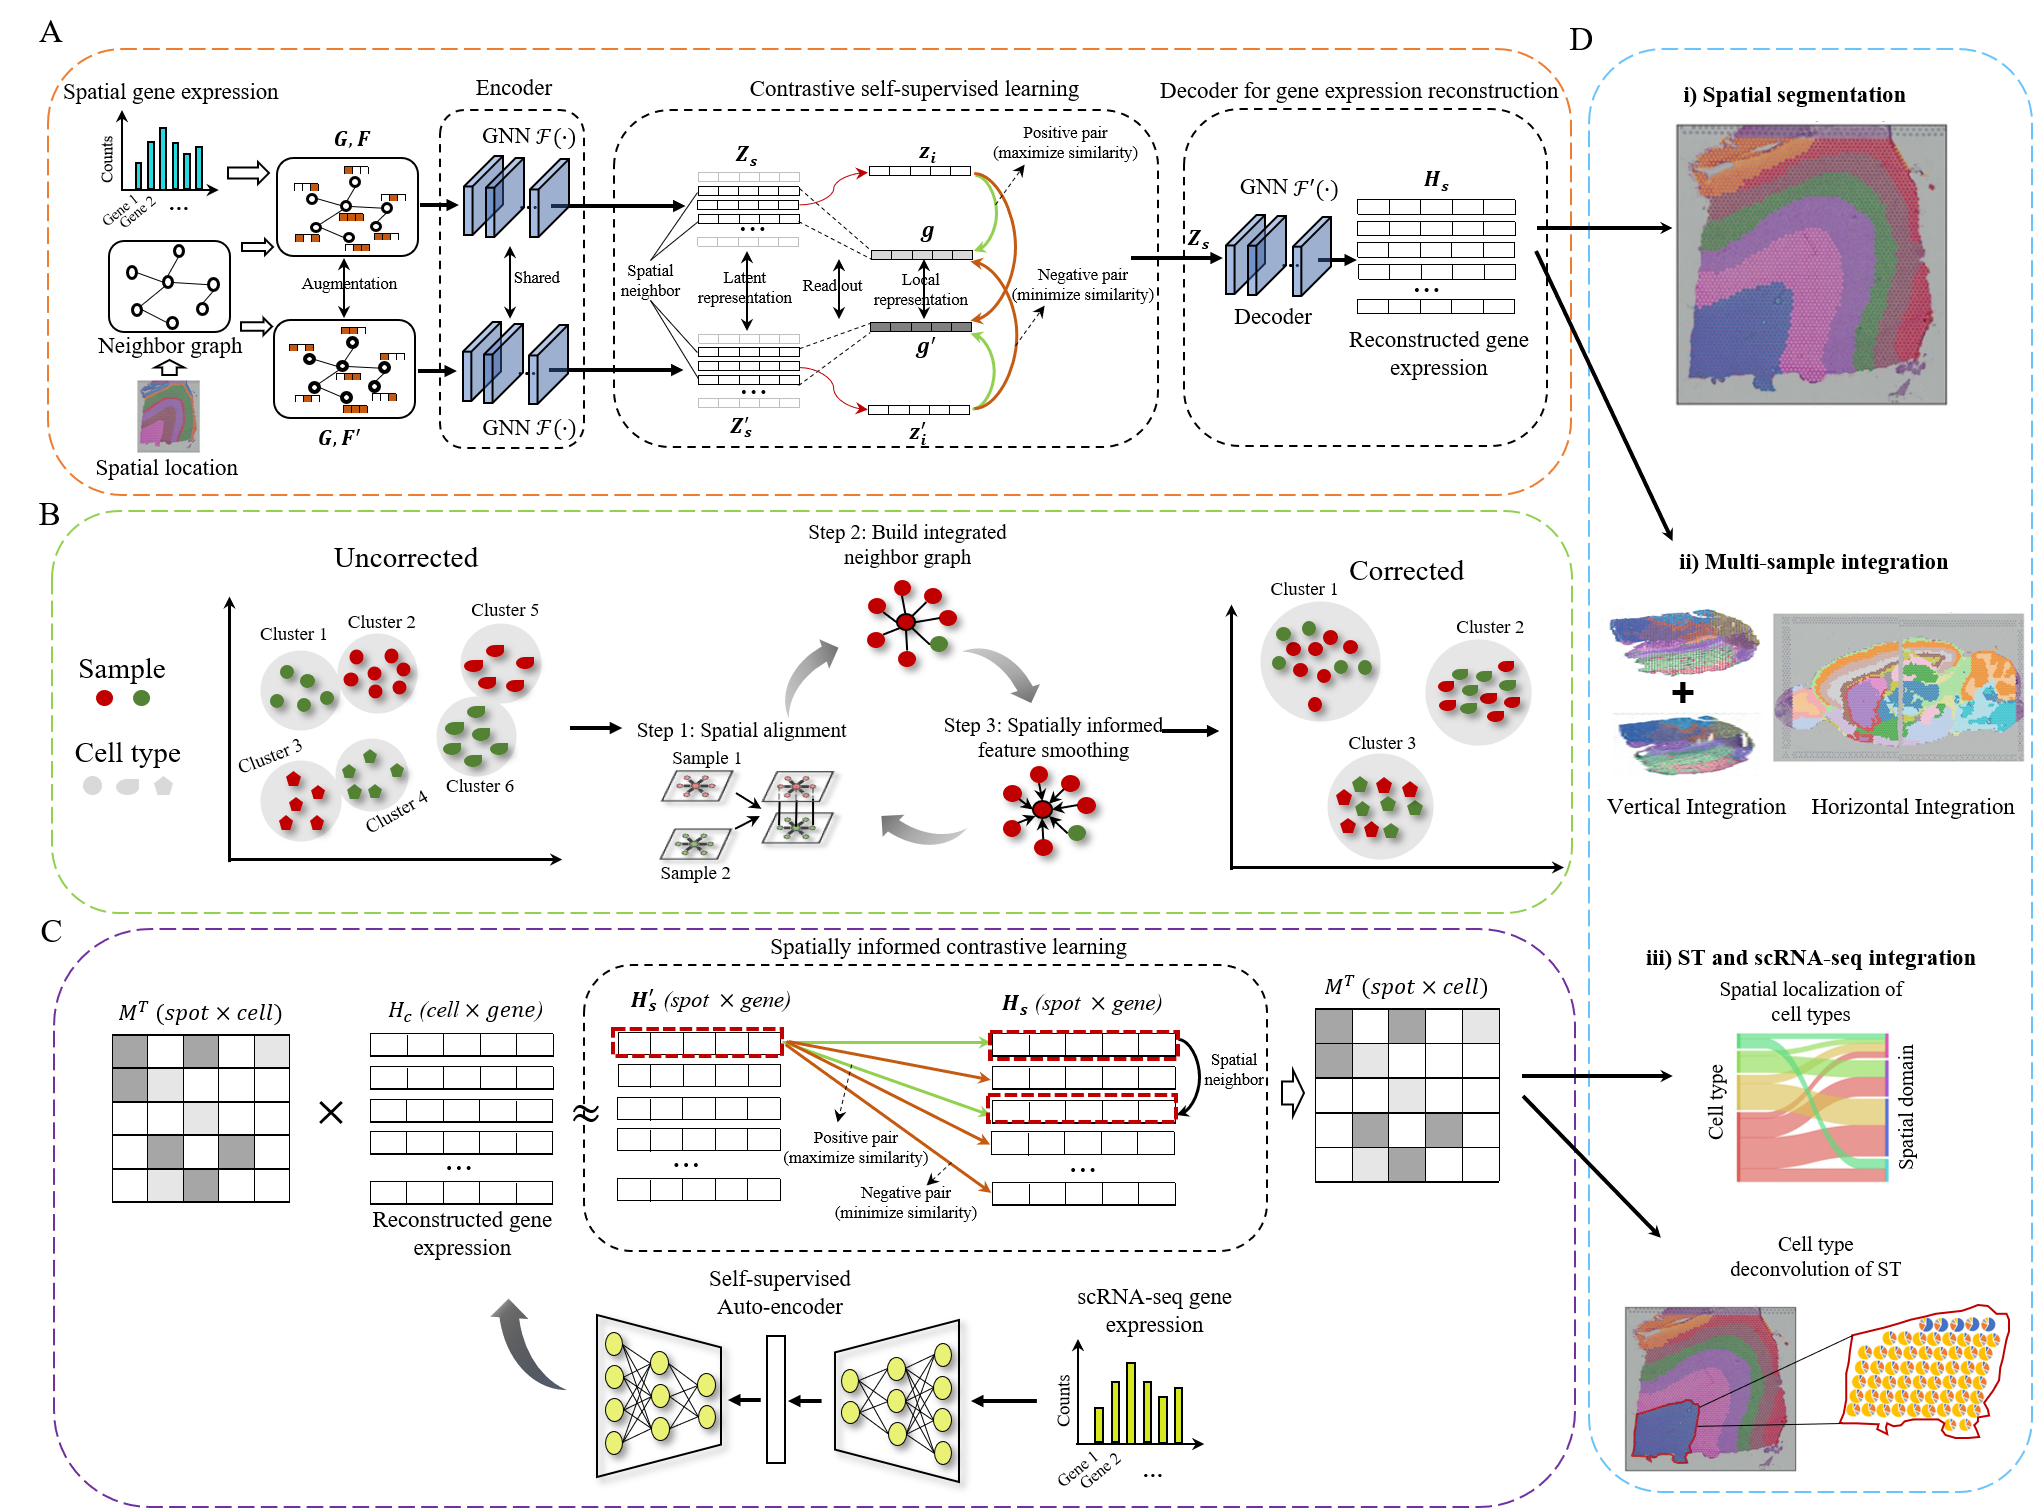 A
Spatial gene expression
Counts
Gene 1
Gene 2
...
Neighbor graph
Spatial location
G, F
Augmentation
G, F′
Encoder
GNN ℱ(·)
...
Shared
...
GNN ℱ(·)
Contrastive self-supervised learning
Z_s
...
Spatial
neighbor
Latent
representation
Read out
Local
representation
...
Z′_s
z_i
g
g′
z′_i
Positive pair
(maximize similarity)
Negative pair
(minimize similarity)
Decoder for gene expression reconstruction
Z_s
GNN ℱ′(·)
...
Decoder
H_s
...
Reconstructed gene
expression
B
Sample
Cell type
Uncorrected
Cluster 1
Cluster 2
Cluster 5
Cluster 3
Cluster 4
Cluster 6
Step 1: Spatial alignment
Sample 1
Sample 2
Step 2: Build integrated
neighbor graph
Step 3: Spatially informed
feature smoothing
Corrected
Cluster 1
Cluster 2
Cluster 3
C
M^T (spot × cell)
×
H_c (cell × gene)
...
Reconstructed gene
expression
≈
Spatially informed contrastive learning
H′_s (spot × gene)
...
H_s (spot × gene)
...
Spatial
neighbor
Positive pair
(maximize similarity)
Negative pair
(minimize similarity)
M^T (spot × cell)
Self-supervised
Auto-encoder
scRNA-seq gene
expression
Counts
Gene 1
Gene 2
...
D
i) Spatial segmentation
ii) Multi-sample integration
+
Vertical Integration
Horizontal Integration
iii) ST and scRNA-seq integration
Spatial localization of
cell types
Cell type
Spatial domain
Cell type
deconvolution of ST